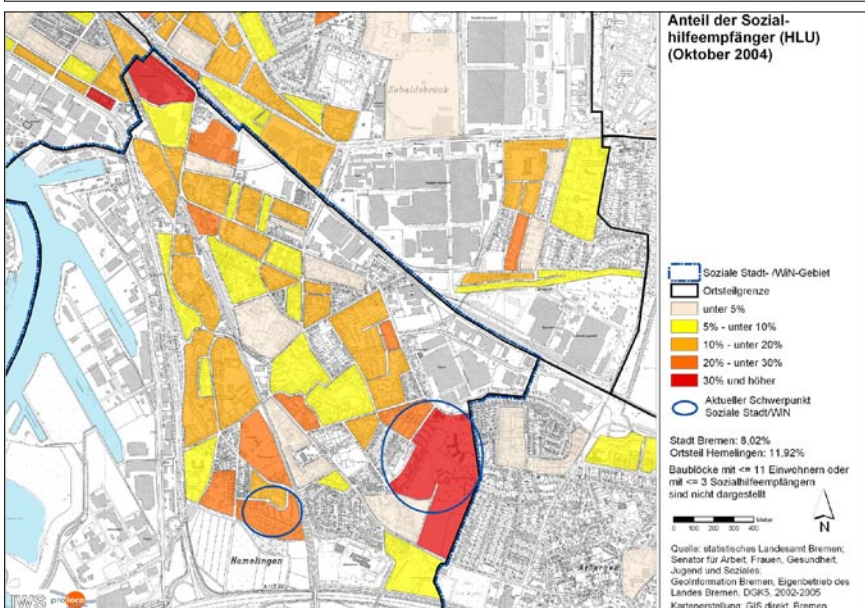 Anteil der Sozial-
hilfeempfänger (HLU)
(Oktober 2004)
Sebaldsbrück
Soziale Stadt- /WiN-Gebiet
Ortsteilgrenze
unter 5%
5% - unter 10%
10% - unter 20%
20% - unter 30%
30% und höher
Aktueller Schwerpunkt
Soziale Stadt/WiN
Stadt Bremen: 8,02%
Ortsteil Hemelingen: 11,92%
Baublöcke mit <= 11 Einwohnern oder
mit <= 3 Sozialhilfeempfängern
sind nicht dargestellt
0 100 200 300 400 Meter
N
Hemelingen
Arbergen
Quelle: statistisches Landesamt Bremen;
Senator für Arbeit, Frauen, Gesundheit,
Jugend und Soziales;
Geoinformation Bremen, Eigenbetrieb des
Landes Bremen, DGK5, 2002-2005
Kartenerstellung: GIS direkt, Bremen
IWS proloco